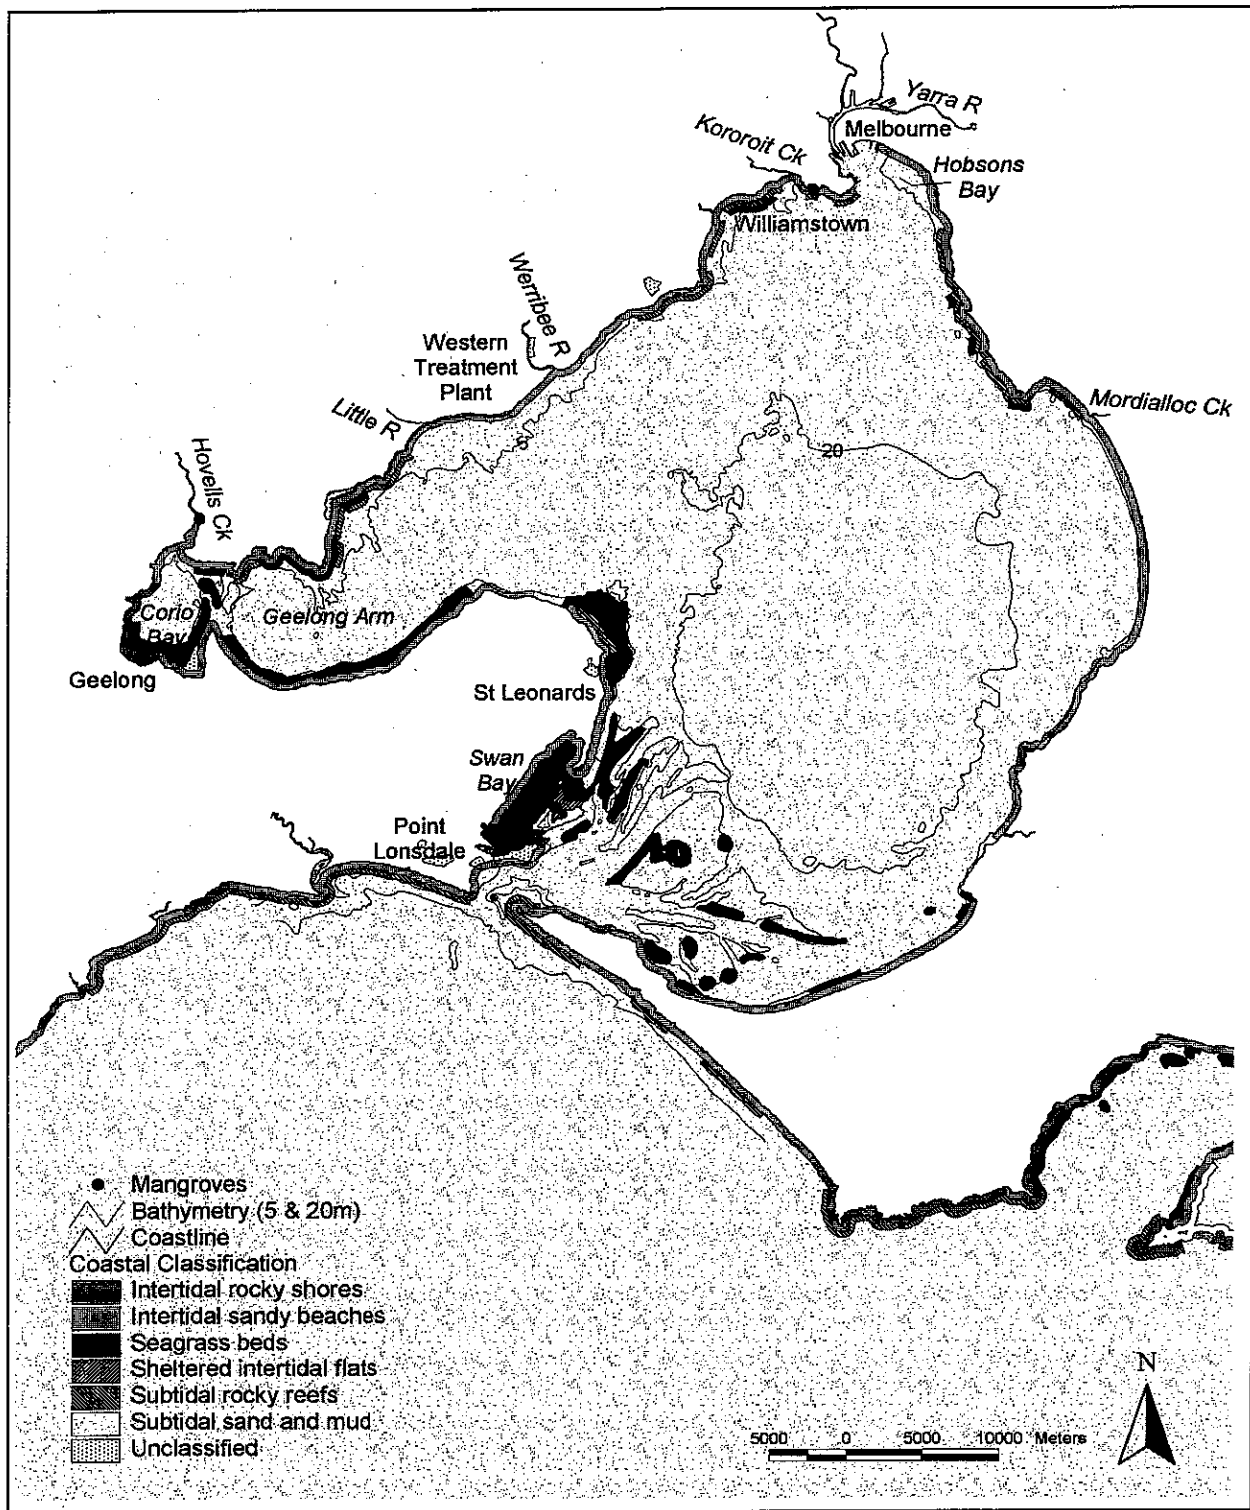 Yarra R
Melbourne
Kororoit Ck
Hobsons
Bay
Williamstown
Werribee R
Western
Treatment
Plant
Little R
Mordialloc Ck
Hovells Ck
5
20
Corio
Bay
Geelong Arm
Geelong
St Leonards
Swan
Bay
Point
Lonsdale
Mangroves
Bathymetry (5 & 20m)
Coastline
Coastal Classification
Intertidal rocky shores
Intertidal sandy beaches
Seagrass beds
Sheltered intertidal flats
Subtidal rocky reefs
Subtidal sand and mud
Unclassified
N
5000 0 5000 10000 Meters